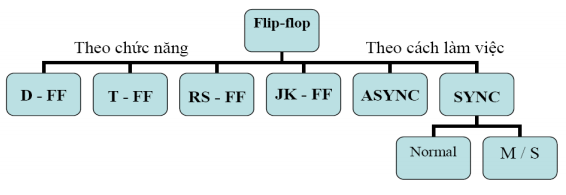 Flip-flop
Theo chức năng
Theo cách làm việc
D - FF
T - FF
RS - FF
JK - FF
ASYNC
SYNC
Normal
M / S